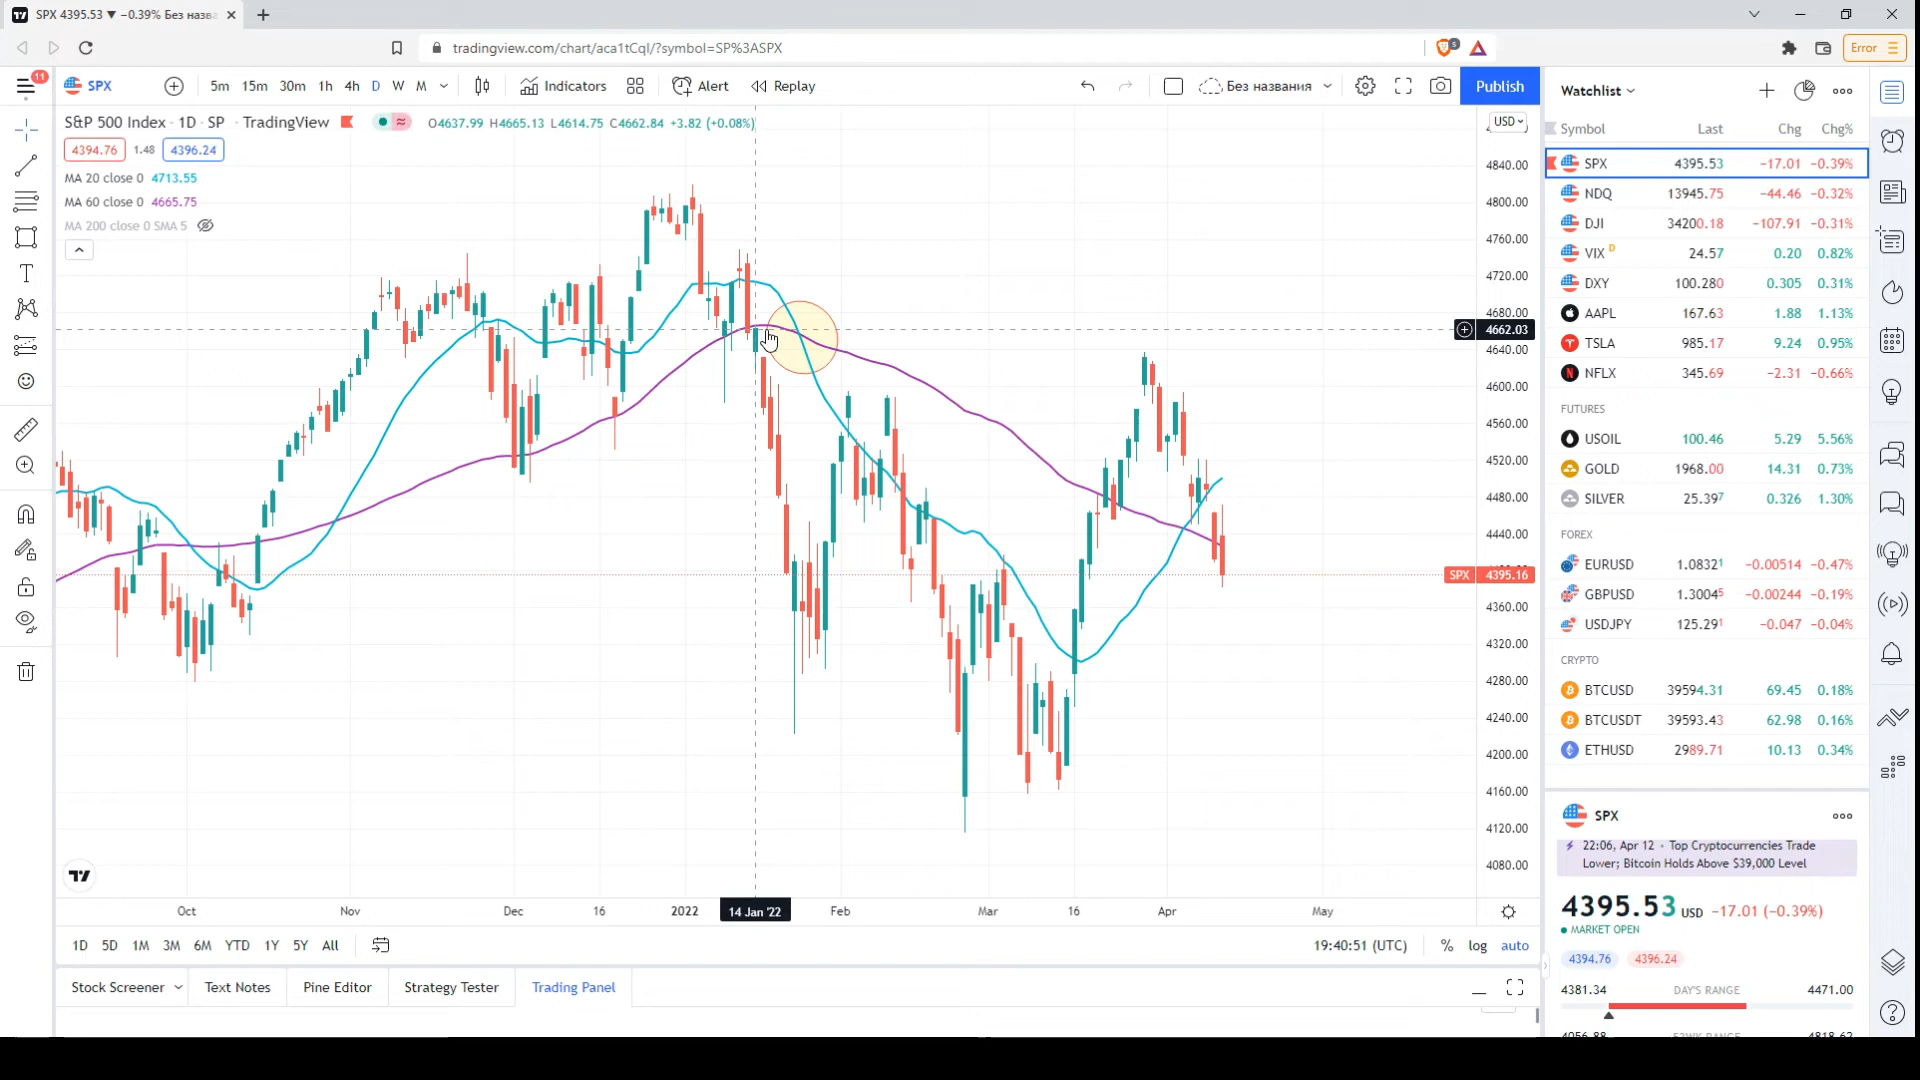 SPX 4395.53 ▼ −0.39% Без назва
tradingview.com/chart/aca1tCql/?symbol=SP%3ASPX
5
Error
11
SPX
5m 15m 30m 1h 4h D W M
Indicators
Alert
Replay
Без названия
Publish
S&P 500 Index · 1D · SP · TradingView
O4637.99 H4665.13 L4614.75 C4662.84 +3.82 (+0.08%)
4394.76 1.48 4396.24
MA 20 close 0 4713.55
MA 60 close 0 4665.75
MA 200 close 0 SMA 5
USD
4840.00
4800.00
4760.00
4720.00
4680.00
4662.03
4640.00
4600.00
4560.00
4520.00
4480.00
4440.00
SPX 4395.16
4360.00
4320.00
4280.00
4240.00
4200.00
4160.00
4120.00
4080.00
Oct Nov Dec 16 2022 14 Jan '22 Feb Mar 16 Apr May
1D 5D 1M 3M 6M YTD 1Y 5Y All
19:40:51 (UTC) % log auto
Stock Screener Text Notes Pine Editor Strategy Tester Trading Panel
Watchlist
Symbol Last Chg Chg%
SPX 4395.53 −17.01 −0.39%
NDQ 13945.75 −44.46 −0.32%
DJI 34200.18 −107.91 −0.31%
VIX D 24.57 0.20 0.82%
DXY 100.280 0.305 0.31%
AAPL 167.63 1.88 1.13%
TSLA 985.17 9.24 0.95%
NFLX 345.69 −2.31 −0.66%
FUTURES
USOIL 100.46 5.29 5.56%
GOLD 1968.00 14.31 0.73%
SILVER 25.397 0.326 1.30%
FOREX
EURUSD 1.08321 −0.00514 −0.47%
GBPUSD 1.30045 −0.00244 −0.19%
USDJPY 125.291 −0.047 −0.04%
CRYPTO
BTCUSD 39594.31 69.45 0.18%
BTCUSDT 39593.43 62.98 0.16%
ETHUSD 2989.71 10.13 0.34%
SPX
22:06, Apr 12 · Top Cryptocurrencies Trade
Lower; Bitcoin Holds Above $39,000 Level
4395.53 USD −17.01 (−0.39%)
MARKET OPEN
4394.76 4396.24
4381.34 DAY'S RANGE 4471.00
4056.88 52WK RANGE 4818.62